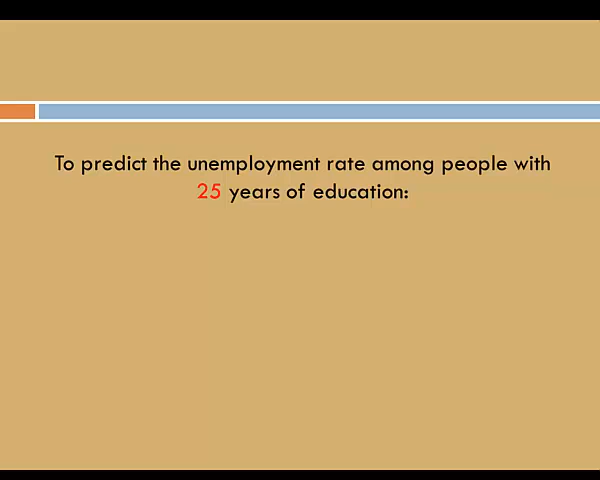 To predict the unemployment rate among people with
25 years of education: